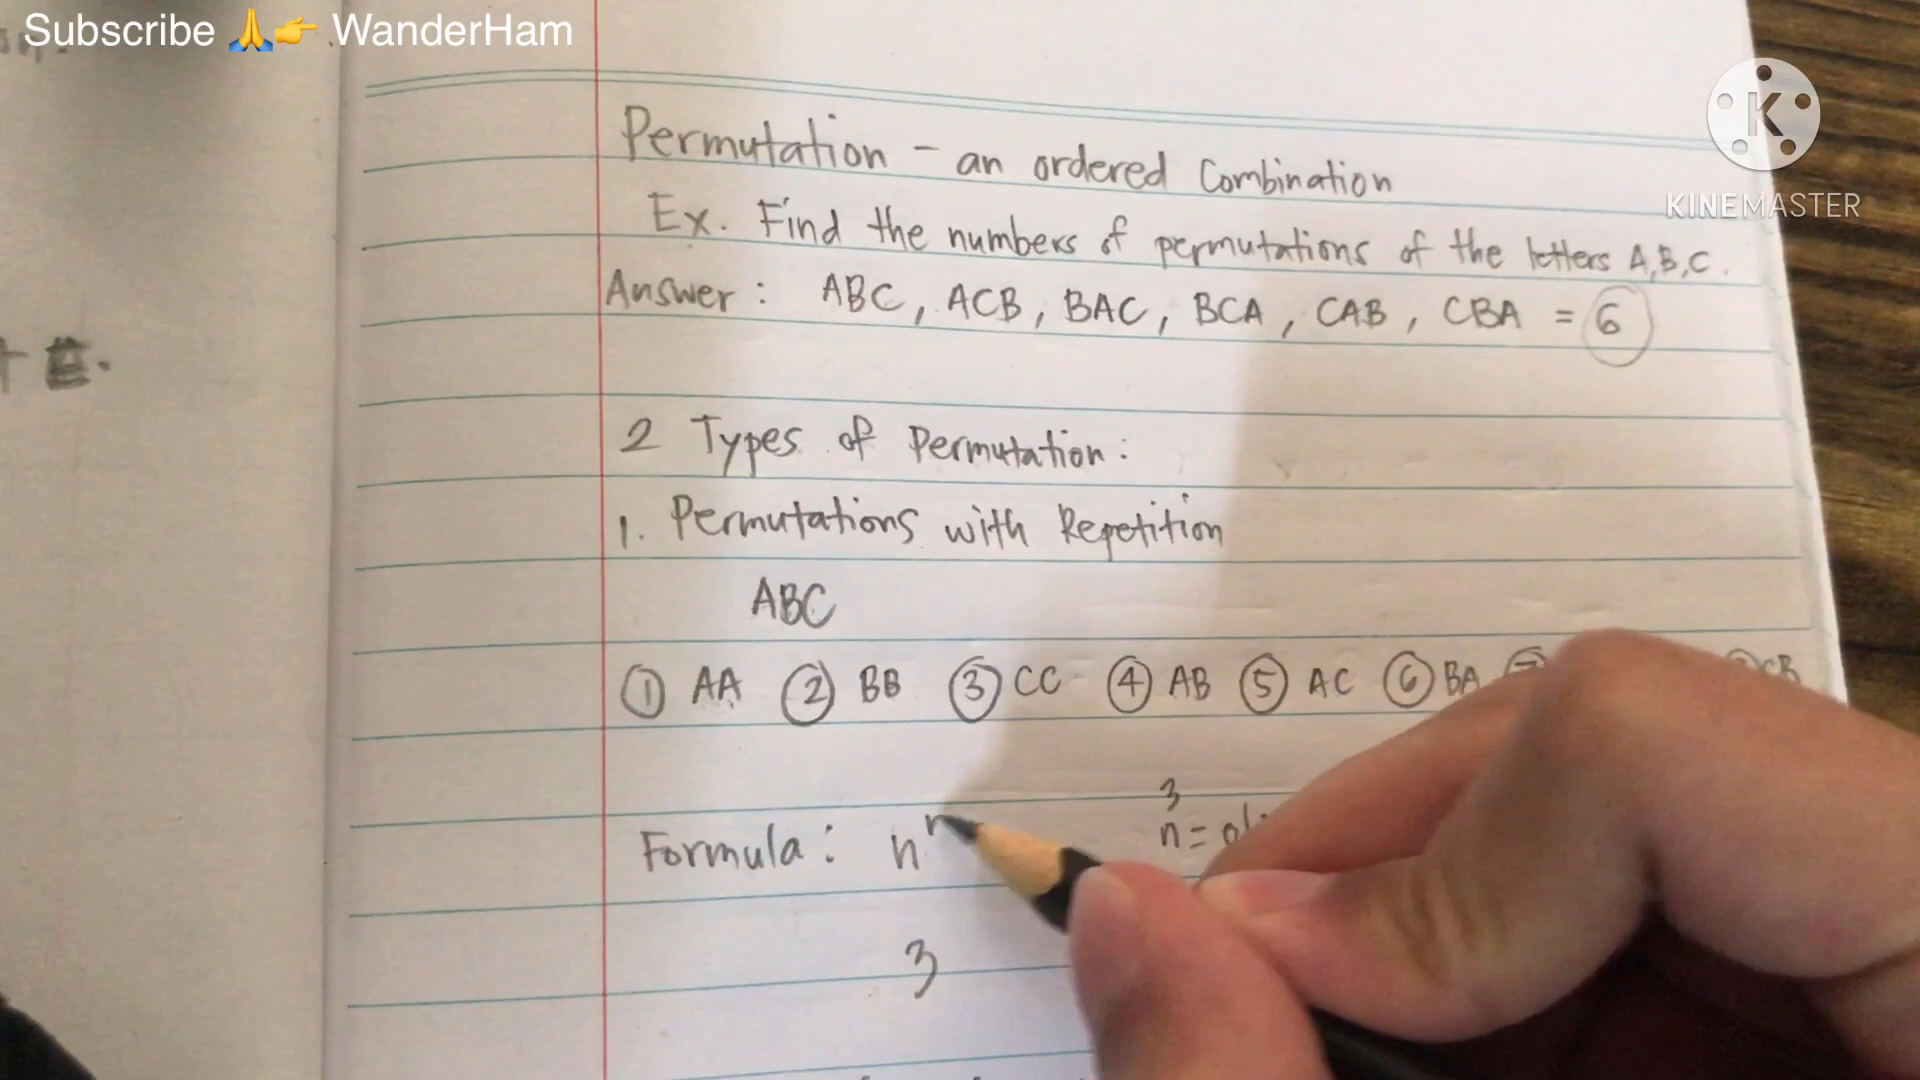 Subscribe 🙏👉 WanderHam
KINEMASTER
Permutation - an ordered Combination
Ex. Find the numbers of permutations of the letters A,B,C.
Answer: ABC, ACB, BAC, BCA, CAB, CBA = 6
2 Types of Permutation:
1. Permutations with Repetition
ABC
① AA ② BB ③ CC ④ AB ⑤ AC ⑥ BA CB
3
Formula: nʳ n =
3